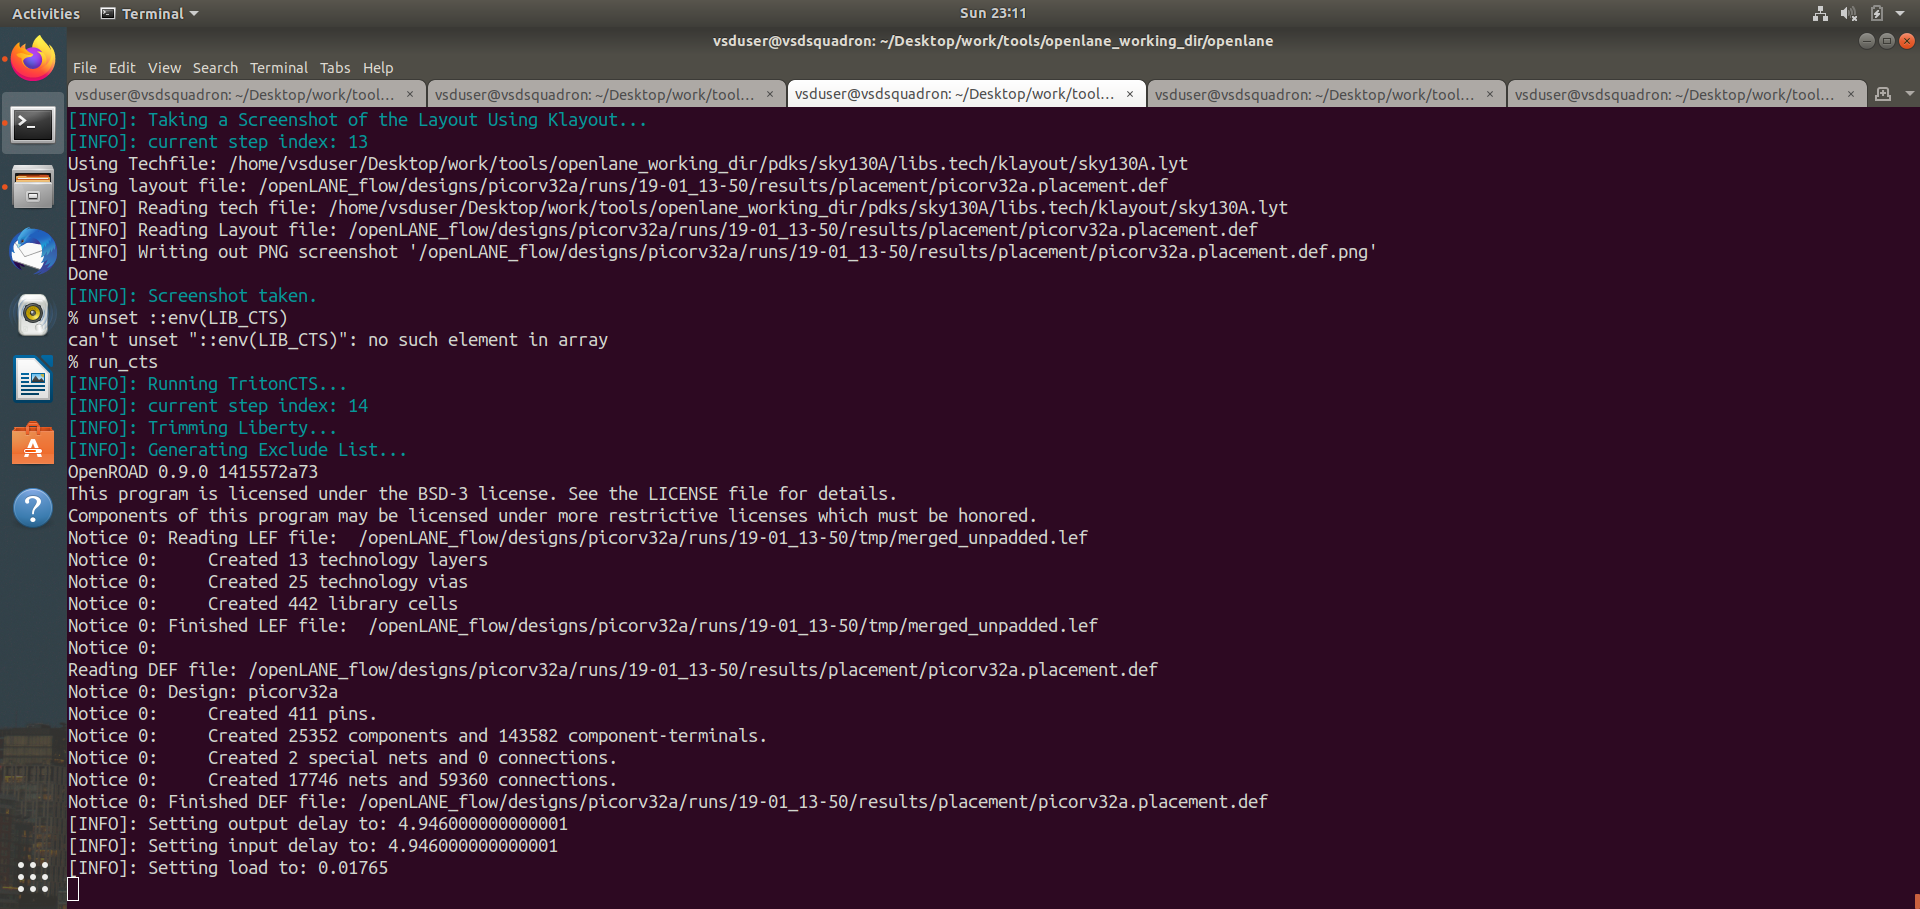 Activities Terminal Sun 23:11
vsduser@vsdsquadron: ~/Desktop/work/tools/openlane_working_dir/openlane
File Edit View Search Terminal Tabs Help
vsduser@vsdsquadron: ~/Desktop/work/tool... × vsduser@vsdsquadron: ~/Desktop/work/tool... × vsduser@vsdsquadron: ~/Desktop/work/tool... × vsduser@vsdsquadron: ~/Desktop/work/tool... × vsduser@vsdsquadron: ~/Desktop/work/tool... ×
[INFO]: Taking a Screenshot of the Layout Using Klayout...
[INFO]: current step index: 13
Using Techfile: /home/vsduser/Desktop/work/tools/openlane_working_dir/pdks/sky130A/libs.tech/klayout/sky130A.lyt
Using layout file: /openLANE_flow/designs/picorv32a/runs/19-01_13-50/results/placement/picorv32a.placement.def
[INFO] Reading tech file: /home/vsduser/Desktop/work/tools/openlane_working_dir/pdks/sky130A/libs.tech/klayout/sky130A.lyt
[INFO] Reading Layout file: /openLANE_flow/designs/picorv32a/runs/19-01_13-50/results/placement/picorv32a.placement.def
[INFO] Writing out PNG screenshot '/openLANE_flow/designs/picorv32a/runs/19-01_13-50/results/placement/picorv32a.placement.def.png'
Done
[INFO]: Screenshot taken.
% unset ::env(LIB_CTS)
can't unset "::env(LIB_CTS)": no such element in array
% run_cts
[INFO]: Running TritonCTS...
[INFO]: current step index: 14
[INFO]: Trimming Liberty...
[INFO]: Generating Exclude List...
OpenROAD 0.9.0 1415572a73
This program is licensed under the BSD-3 license. See the LICENSE file for details.
Components of this program may be licensed under more restrictive licenses which must be honored.
Notice 0: Reading LEF file:  /openLANE_flow/designs/picorv32a/runs/19-01_13-50/tmp/merged_unpadded.lef
Notice 0:     Created 13 technology layers
Notice 0:     Created 25 technology vias
Notice 0:     Created 442 library cells
Notice 0: Finished LEF file:  /openLANE_flow/designs/picorv32a/runs/19-01_13-50/tmp/merged_unpadded.lef
Notice 0:
Reading DEF file: /openLANE_flow/designs/picorv32a/runs/19-01_13-50/results/placement/picorv32a.placement.def
Notice 0: Design: picorv32a
Notice 0:     Created 411 pins.
Notice 0:     Created 25352 components and 143582 component-terminals.
Notice 0:     Created 2 special nets and 0 connections.
Notice 0:     Created 17746 nets and 59360 connections.
Notice 0: Finished DEF file: /openLANE_flow/designs/picorv32a/runs/19-01_13-50/results/placement/picorv32a.placement.def
[INFO]: Setting output delay to: 4.946000000000001
[INFO]: Setting input delay to: 4.946000000000001
[INFO]: Setting load to: 0.01765